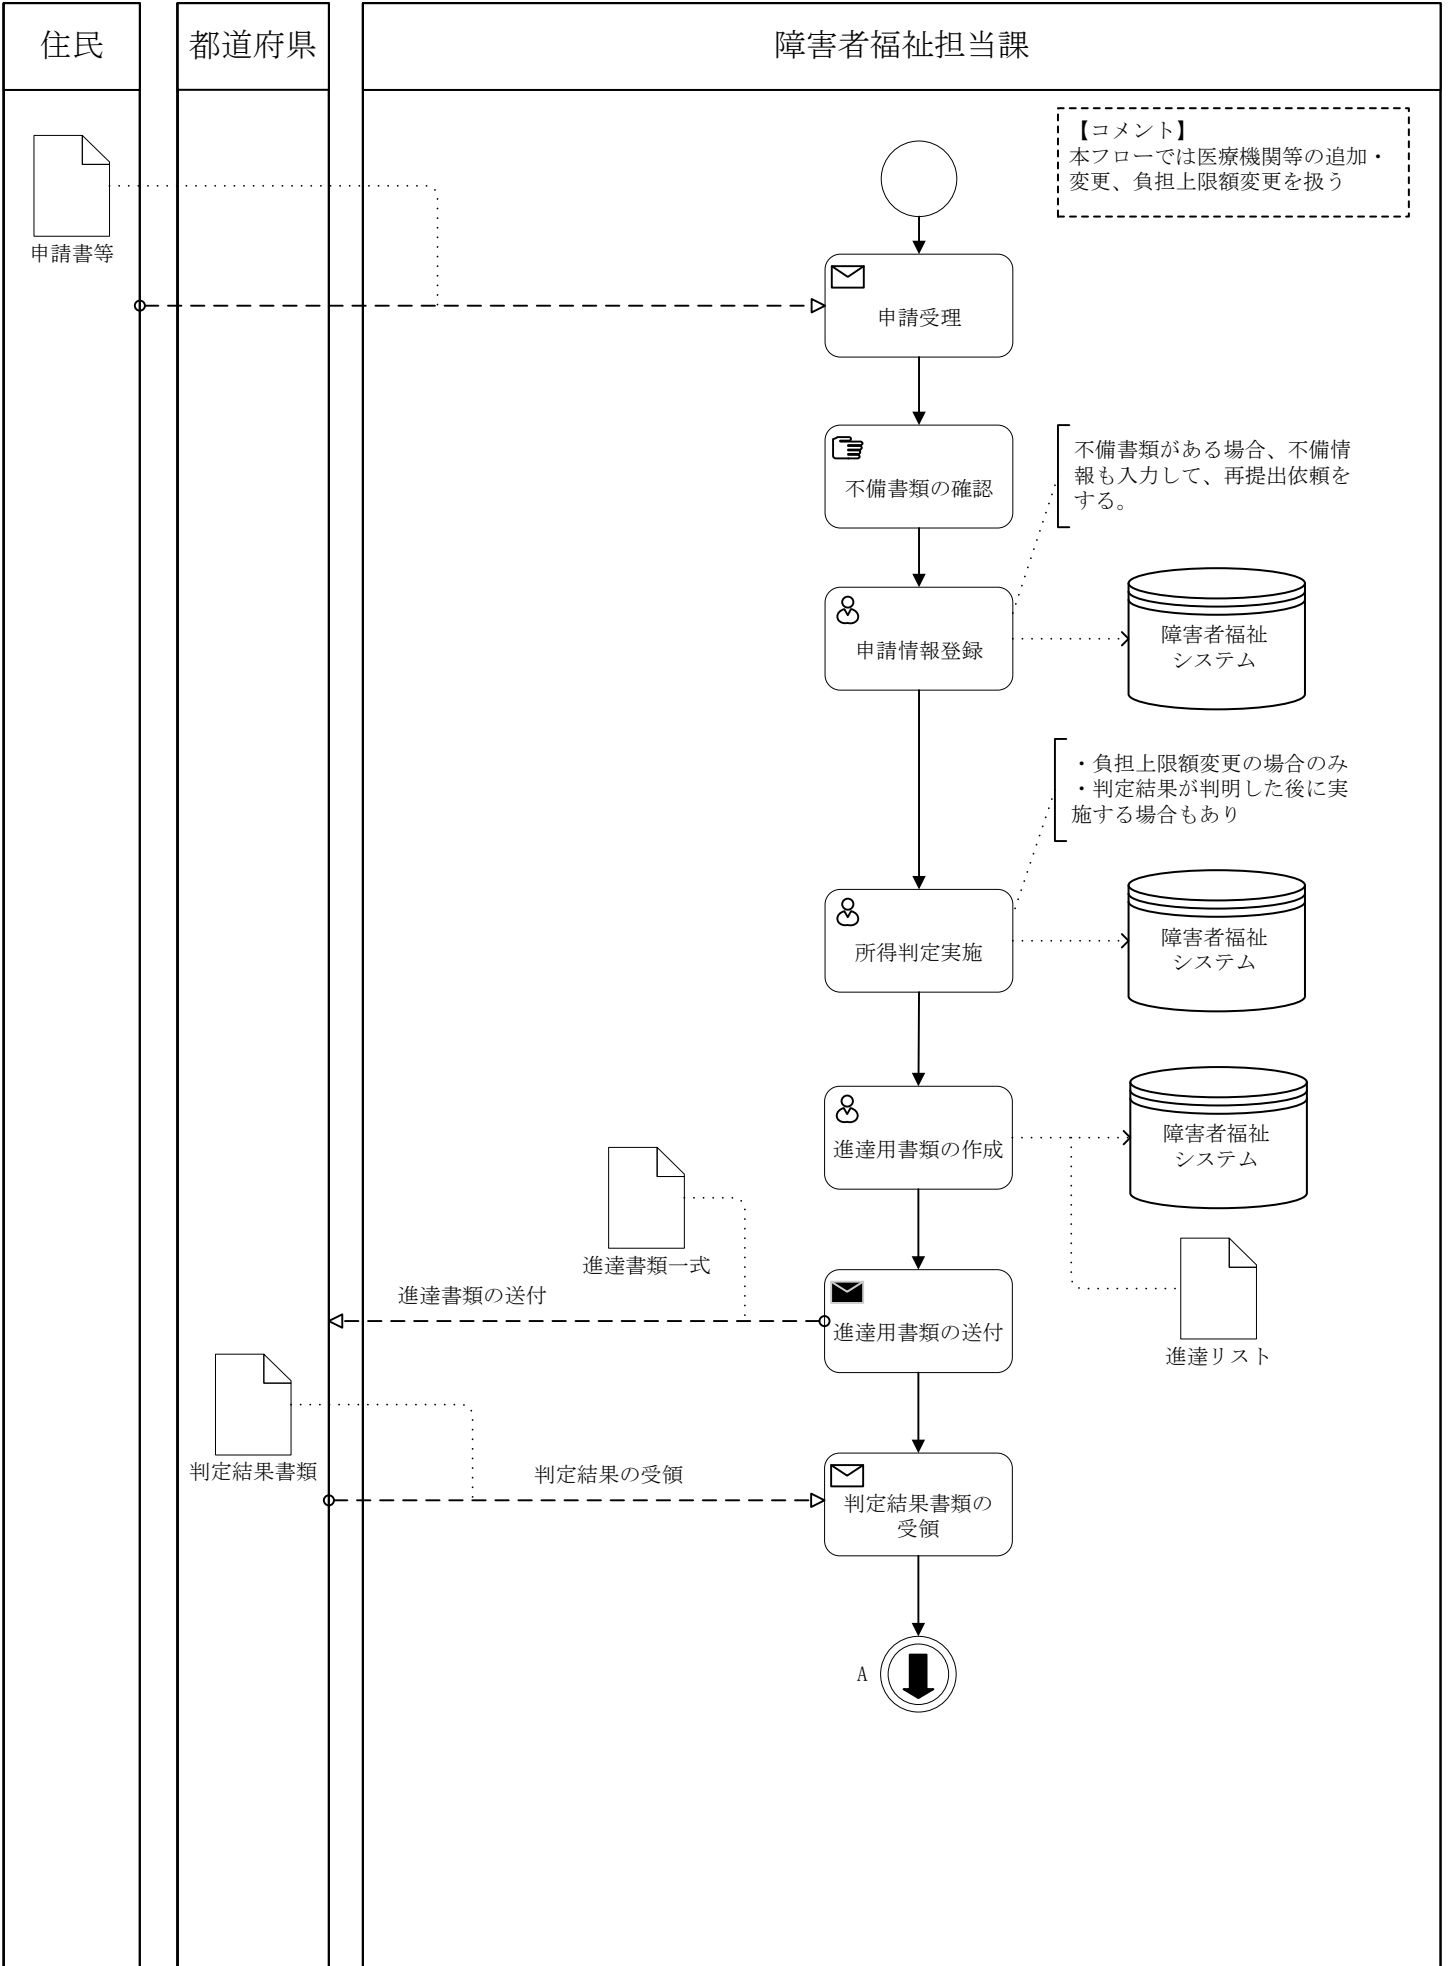 住民
都道府県
障害者福祉担当課
【コメント】
本フローでは医療機関等の追加・
変更、負担上限額変更を扱う
申請書等
申請受理
不備書類の確認
不備書類がある場合、不備情
報も入力して、再提出依頼を
する。
申請情報登録
障害者福祉
システム
・負担上限額変更の場合のみ
・判定結果が判明した後に実
施する場合もあり
所得判定実施
障害者福祉
システム
進達用書類の作成
障害者福祉
システム
進達書類一式
進達書類の送付
進達用書類の送付
進達リスト
判定結果書類
判定結果の受領
判定結果書類の
受領
A